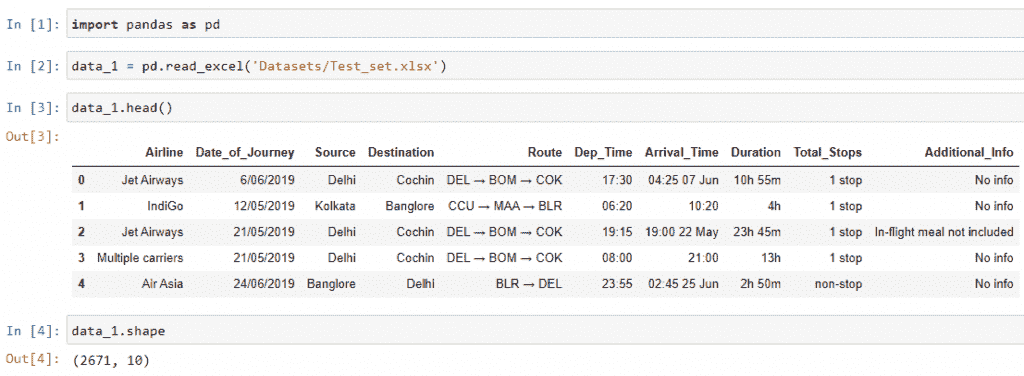 In [1]: import pandas as pd
In [2]: data_1 = pd.read_excel('Datasets/Test_set.xlsx')
In [3]: data_1.head()
Out[3]:
Airline Date_of_Journey Source Destination Route Dep_Time Arrival_Time Duration Total_Stops Additional_Info
0 Jet Airways 6/06/2019 Delhi Cochin DEL → BOM → COK 17:30 04:25 07 Jun 10h 55m 1 stop No info
1 IndiGo 12/05/2019 Kolkata Banglore CCU → MAA → BLR 06:20 10:20 4h 1 stop No info
2 Jet Airways 21/05/2019 Delhi Cochin DEL → BOM → COK 19:15 19:00 22 May 23h 45m 1 stop In-flight meal not included
3 Multiple carriers 21/05/2019 Delhi Cochin DEL → BOM → COK 08:00 21:00 13h 1 stop No info
4 Air Asia 24/06/2019 Banglore Delhi BLR → DEL 23:55 02:45 25 Jun 2h 50m non-stop No info
In [4]: data_1.shape
Out[4]: (2671, 10)